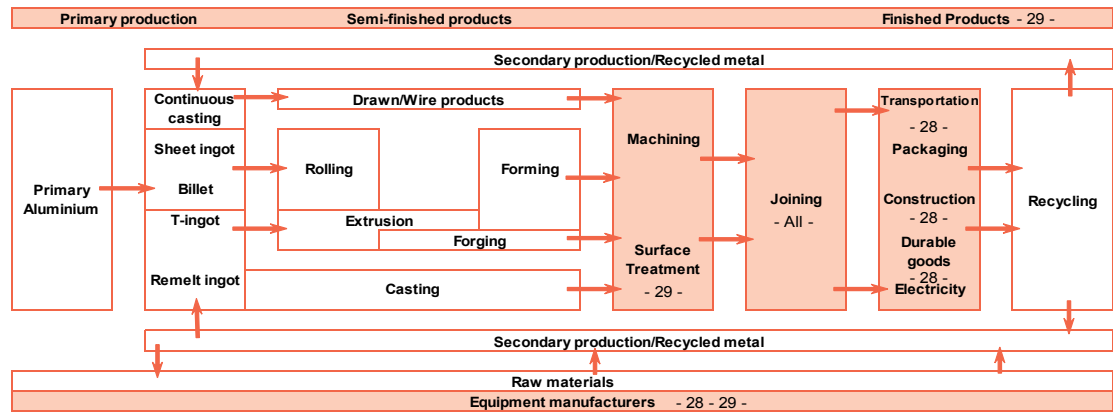 Primary production Semi-finished products Finished Products - 29 -
Secondary production/Recycled metal
Primary
Aluminium
Continuous
casting
Sheet ingot
Billet
T-ingot
Remelt ingot
Drawn/Wire products
Rolling
Forming
Extrusion
Forging
Casting
Machining
Surface
Treatment
- 29 -
Joining
- All -
Transportation
- 28 -
Packaging
Construction
- 28 -
Durable
goods
- 28 -
Electricity
Recycling
Secondary production/Recycled metal
Raw materials
Equipment manufacturers - 28 - 29 -